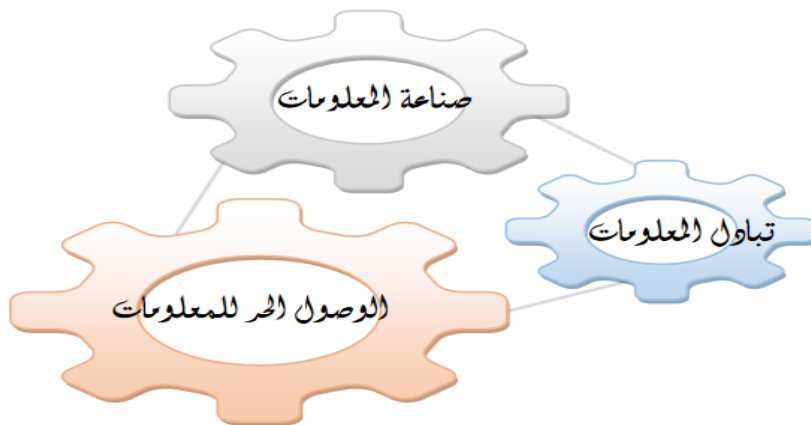 صناعة المعلومات
تبادل المعلومات
الوصول الحر للمعلومات